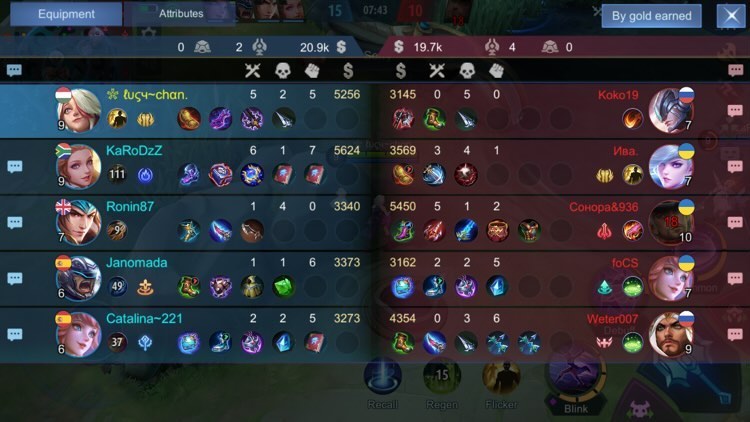 Equipment Attributes 15 07:43 10 By gold earned
0 2 20.9k $ $ 19.7k 4 0
$ $
ℓυςч~chαn. 5 2 5 5256 3145 0 5 0 Koko19
9 7
KaRoDzZ 6 1 7 5624 3569 3 4 1 Ива.
9 111 7
Ronin87 1 4 0 3340 5450 5 1 2 Сонора&936
7 9 18 10
Janomada 1 1 6 3373 3162 2 2 5 foCS
6 49 7
Catalina~221 2 2 5 3273 4354 0 3 6 Weter007
8 37 9
15
Recall Regen Flicker Blink